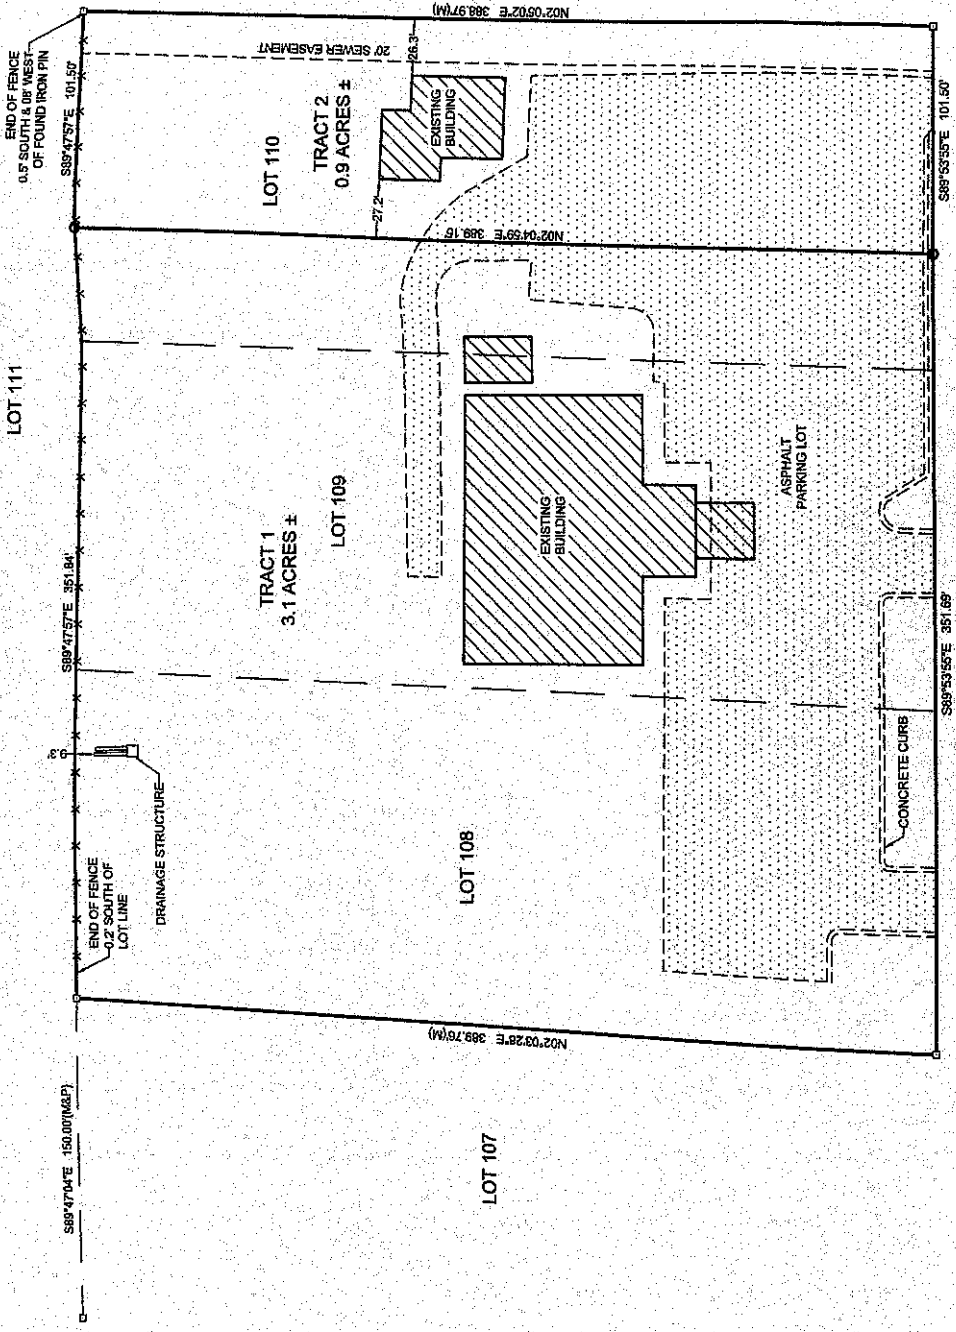 END OF FENCE
0.5' SOUTH & 08' WEST
OF FOUND IRON PIN
S89°47'57"E 101.50'
N02°05'02"E 388.97'(M)
20' SEWER EASEMENT
26.3'
LOT 110
TRACT 2
0.9 ACRES ±
EXISTING
BUILDING
27.2'
N02°04'59"E 389.16'
S89°53'55"E 101.50'
LOT 111
S89°47'57"E 351.84'
TRACT 1
3.1 ACRES ±
LOT 109
EXISTING
BUILDING
ASPHALT
PARKING LOT
S89°53'55"E 351.69'
9.3'
DRAINAGE STRUCTURE
END OF FENCE
0.2' SOUTH OF
LOT LINE
LOT 108
CONCRETE CURB
N02°03'28"E 389.76'(M)
S89°47'04"E 150.00'(M&P)
LOT 107